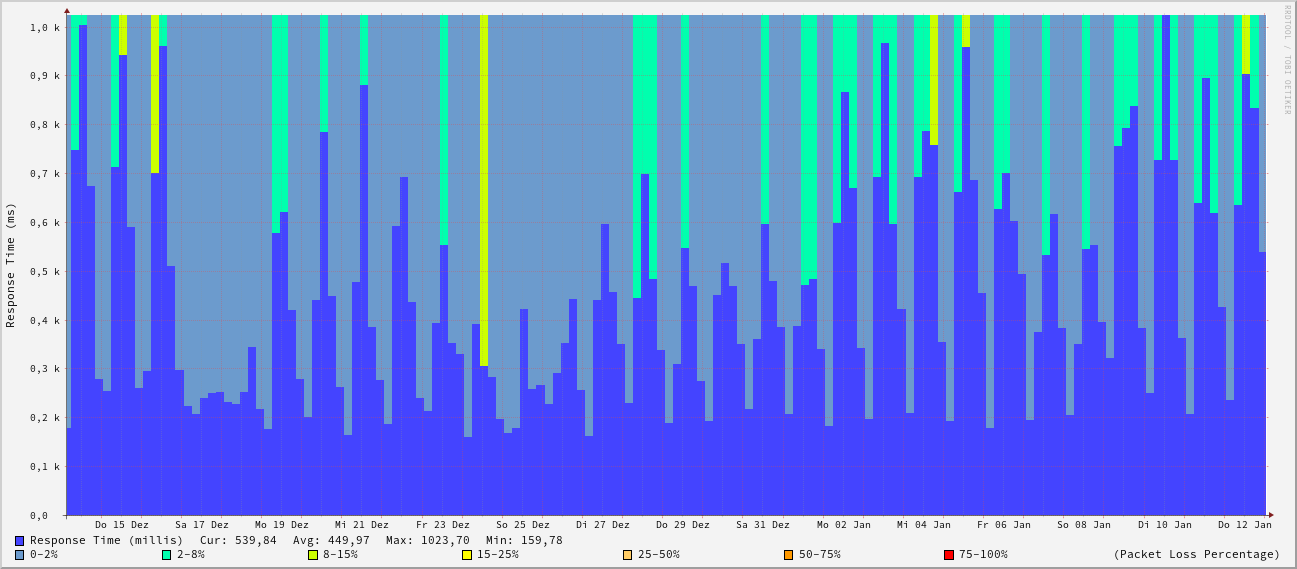 RRDTOOL / TOBI OETIKER
Response Time (ms)
1,0 k
0,9 k
0,8 k
0,7 k
0,6 k
0,5 k
0,4 k
0,3 k
0,2 k
0,1 k
0,0
Do 15 Dez Sa 17 Dez Mo 19 Dez Mi 21 Dez Fr 23 Dez So 25 Dez Di 27 Dez Do 29 Dez Sa 31 Dez Mo 02 Jan Mi 04 Jan Fr 06 Jan So 08 Jan Di 10 Jan Do 12 Jan
Response Time (millis) Cur: 539,84 Avg: 449,97 Max: 1023,70 Min: 159,78
0-2% 2-8% 8-15% 15-25% 25-50% 50-75% 75-100% (Packet Loss Percentage)